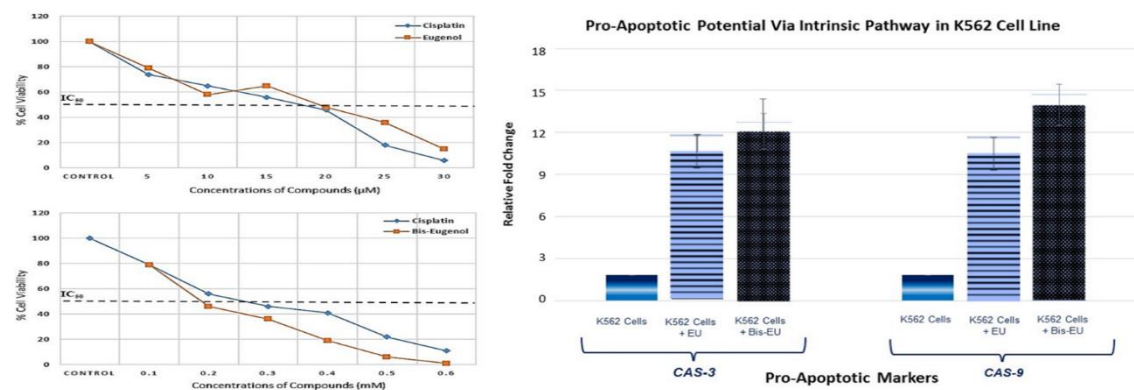 120
100
80
60
40
20
0
% Cell Viability
IC50
Cisplatin
Eugenol
CONTROL 5 10 15 20 25 30
Concentrations of Compounds (µM)
120
100
80
60
40
20
0
% Cell Viability
IC50
Cisplatin
Bis-Eugenol
CONTROL 0.1 0.2 0.3 0.4 0.5 0.6
Concentrations of Compounds (mM)
Pro-Apoptotic Potential Via Intrinsic Pathway in K562 Cell Line
18
15
12
9
6
3
0
Relative Fold Change
K562 Cells K562 Cells K562 Cells K562 Cells K562 Cells K562 Cells
+ EU + Bis-EU + EU + Bis-EU
CAS-3 CAS-9
Pro-Apoptotic Markers